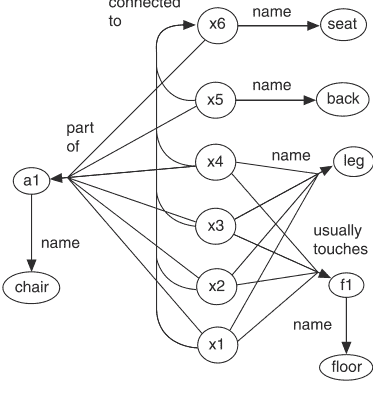 connected
to
x6
name
seat
x5
name
back
part
of
x4
name
leg
a1
x3
usually
touches
name
x2
f1
chair
name
x1
floor